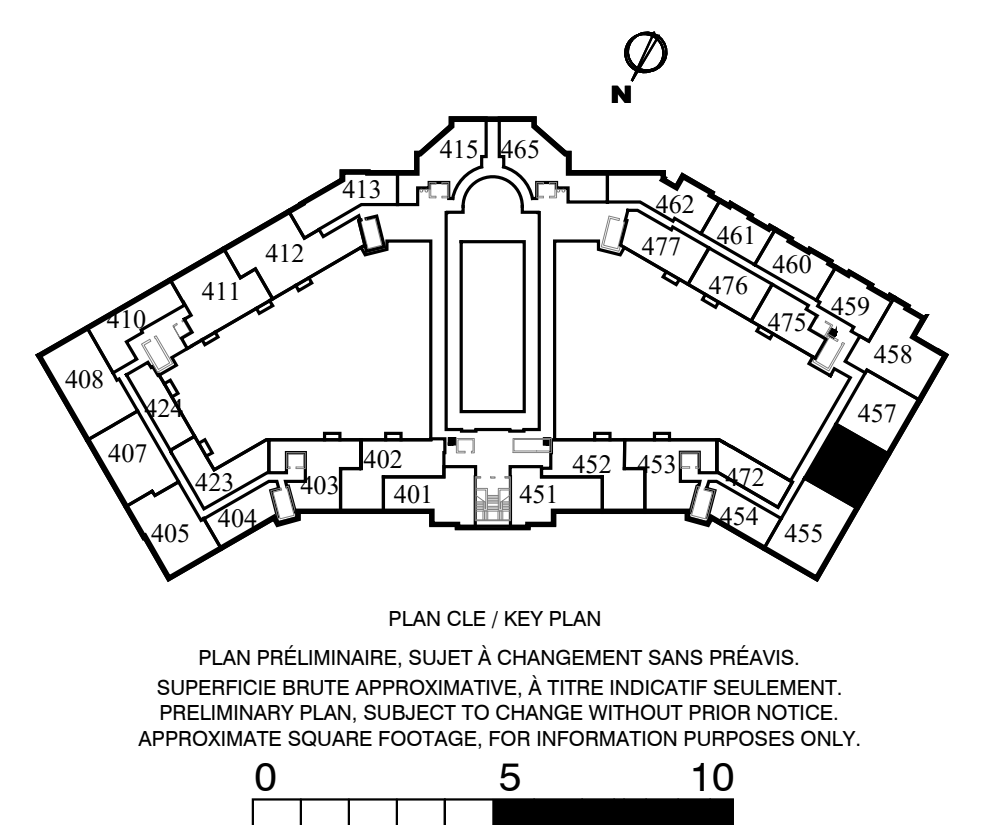 N
415 465
413
462
412
477 461
411
476 460
410
475 459
458
408
424
457
407
402 452 453
423 403 472
401 451
404 454
405 455
PLAN CLE / KEY PLAN
PLAN PRÉLIMINAIRE, SUJET À CHANGEMENT SANS PRÉAVIS.
SUPERFICIE BRUTE APPROXIMATIVE, À TITRE INDICATIF SEULEMENT.
PRELIMINARY PLAN, SUBJECT TO CHANGE WITHOUT PRIOR NOTICE.
APPROXIMATE SQUARE FOOTAGE, FOR INFORMATION PURPOSES ONLY.
0 5 10